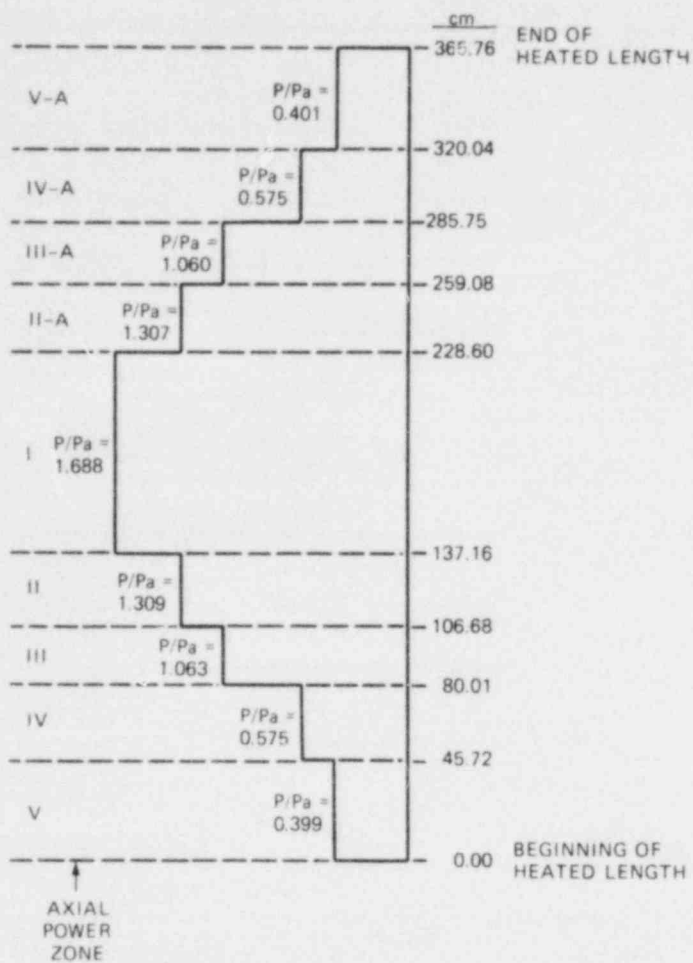 cm
365.76 END OF
HEATED LENGTH
V-A
P/Pa =
0.401
320.04
IV-A
P/Pa =
0.575
285.75
III-A
P/Pa =
1.060
259.08
II-A
P/Pa =
1.307
228.60
I
P/Pa =
1.688
137.16
II
P/Pa =
1.309
106.68
III
P/Pa =
1.063
80.01
IV
P/Pa =
0.575
45.72
V
P/Pa =
0.399
0.00 BEGINNING OF
HEATED LENGTH
AXIAL
POWER
ZONE